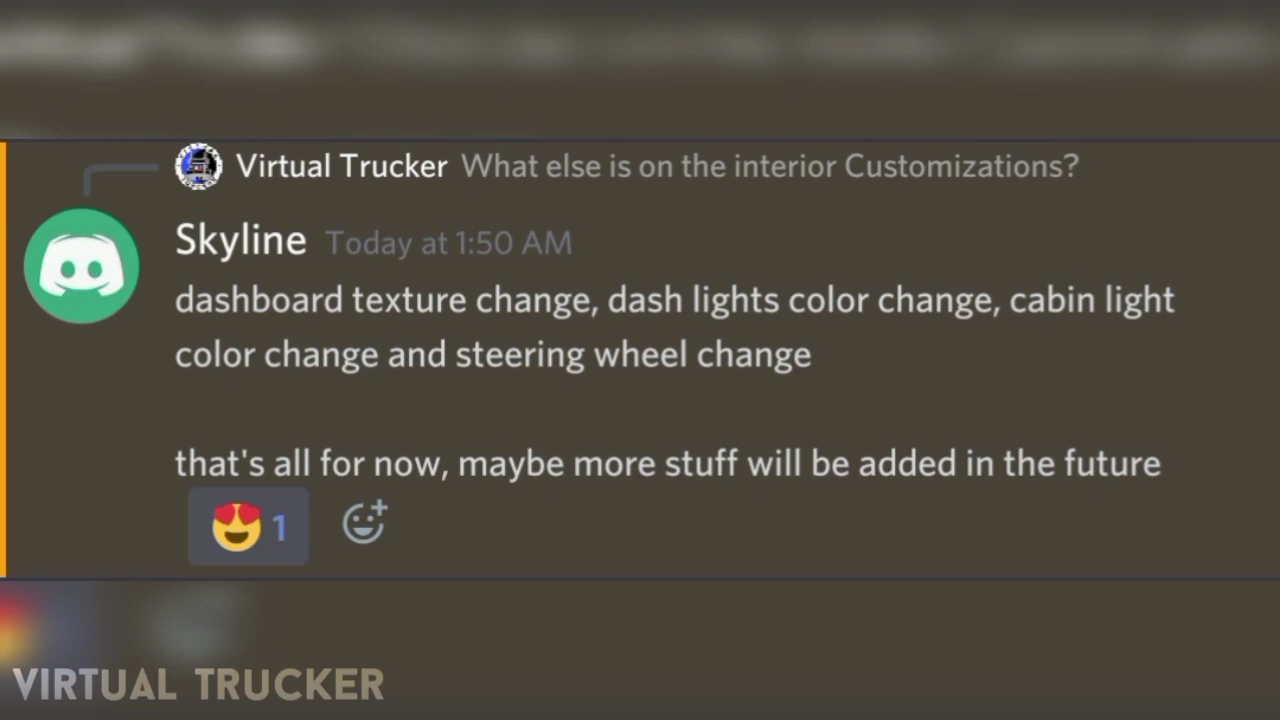 Virtual Trucker What else is on the interior Customizations?
Skyline Today at 1:50 AM
dashboard texture change, dash lights color change, cabin light
color change and steering wheel change
that's all for now, maybe more stuff will be added in the future
1
VIRTUAL TRUCKER